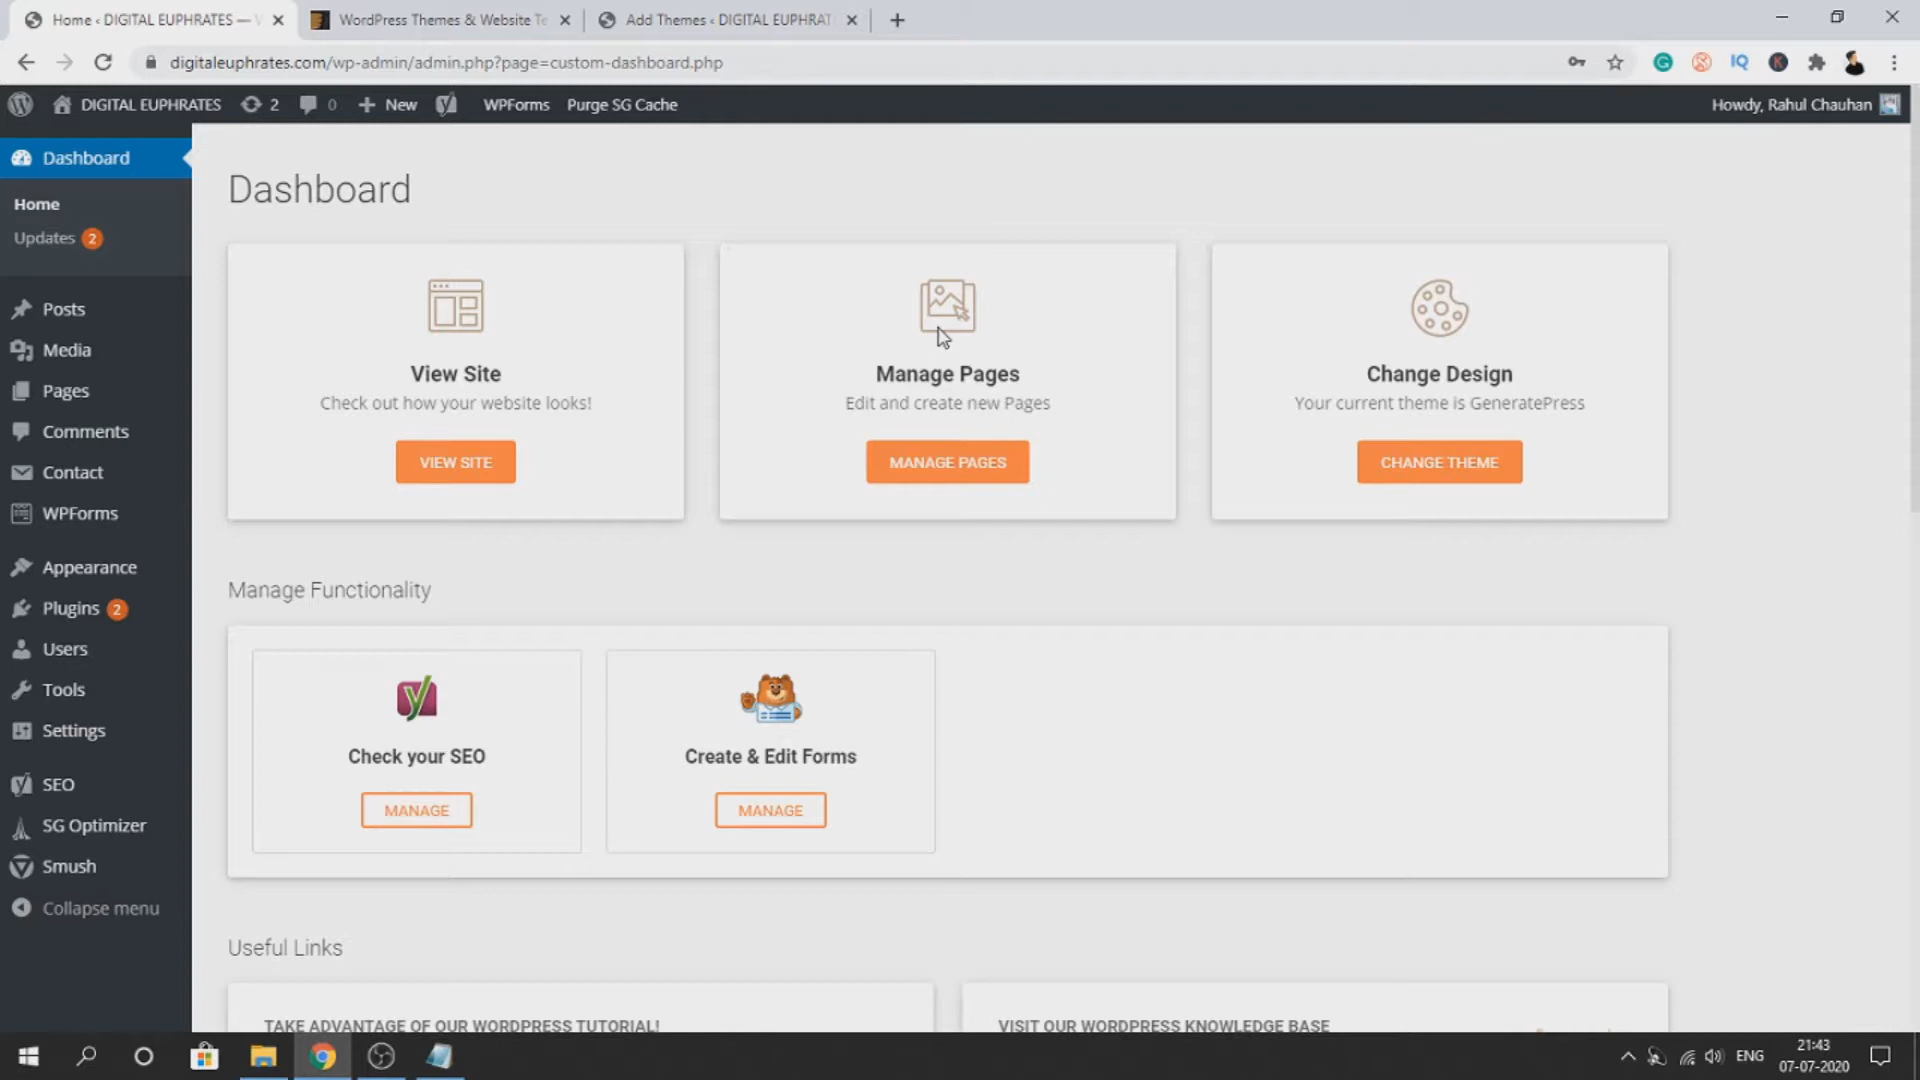 Home ‹ DIGITAL EUPHRATES —
WordPress Themes & Website Te
Add Themes ‹ DIGITAL EUPHRAT
digitaleuphrates.com/wp-admin/admin.php?page=custom-dashboard.php
DIGITAL EUPHRATES
2
0
New
WPForms
Purge SG Cache
Howdy, Rahul Chauhan
Dashboard
Home
Updates 2
Posts
Media
Pages
Comments
Contact
WPForms
Appearance
Plugins 2
Users
Tools
Settings
SEO
SG Optimizer
Smush
Collapse menu
Dashboard
View Site
Check out how your website looks!
VIEW SITE
Manage Pages
Edit and create new Pages
MANAGE PAGES
Change Design
Your current theme is GeneratePress
CHANGE THEME
Manage Functionality
Check your SEO
MANAGE
Create & Edit Forms
MANAGE
Useful Links
TAKE ADVANTAGE OF OUR WORDPRESS TUTORIAL!
VISIT OUR WORDPRESS KNOWLEDGE BASE
ENG
21:43
07-07-2020